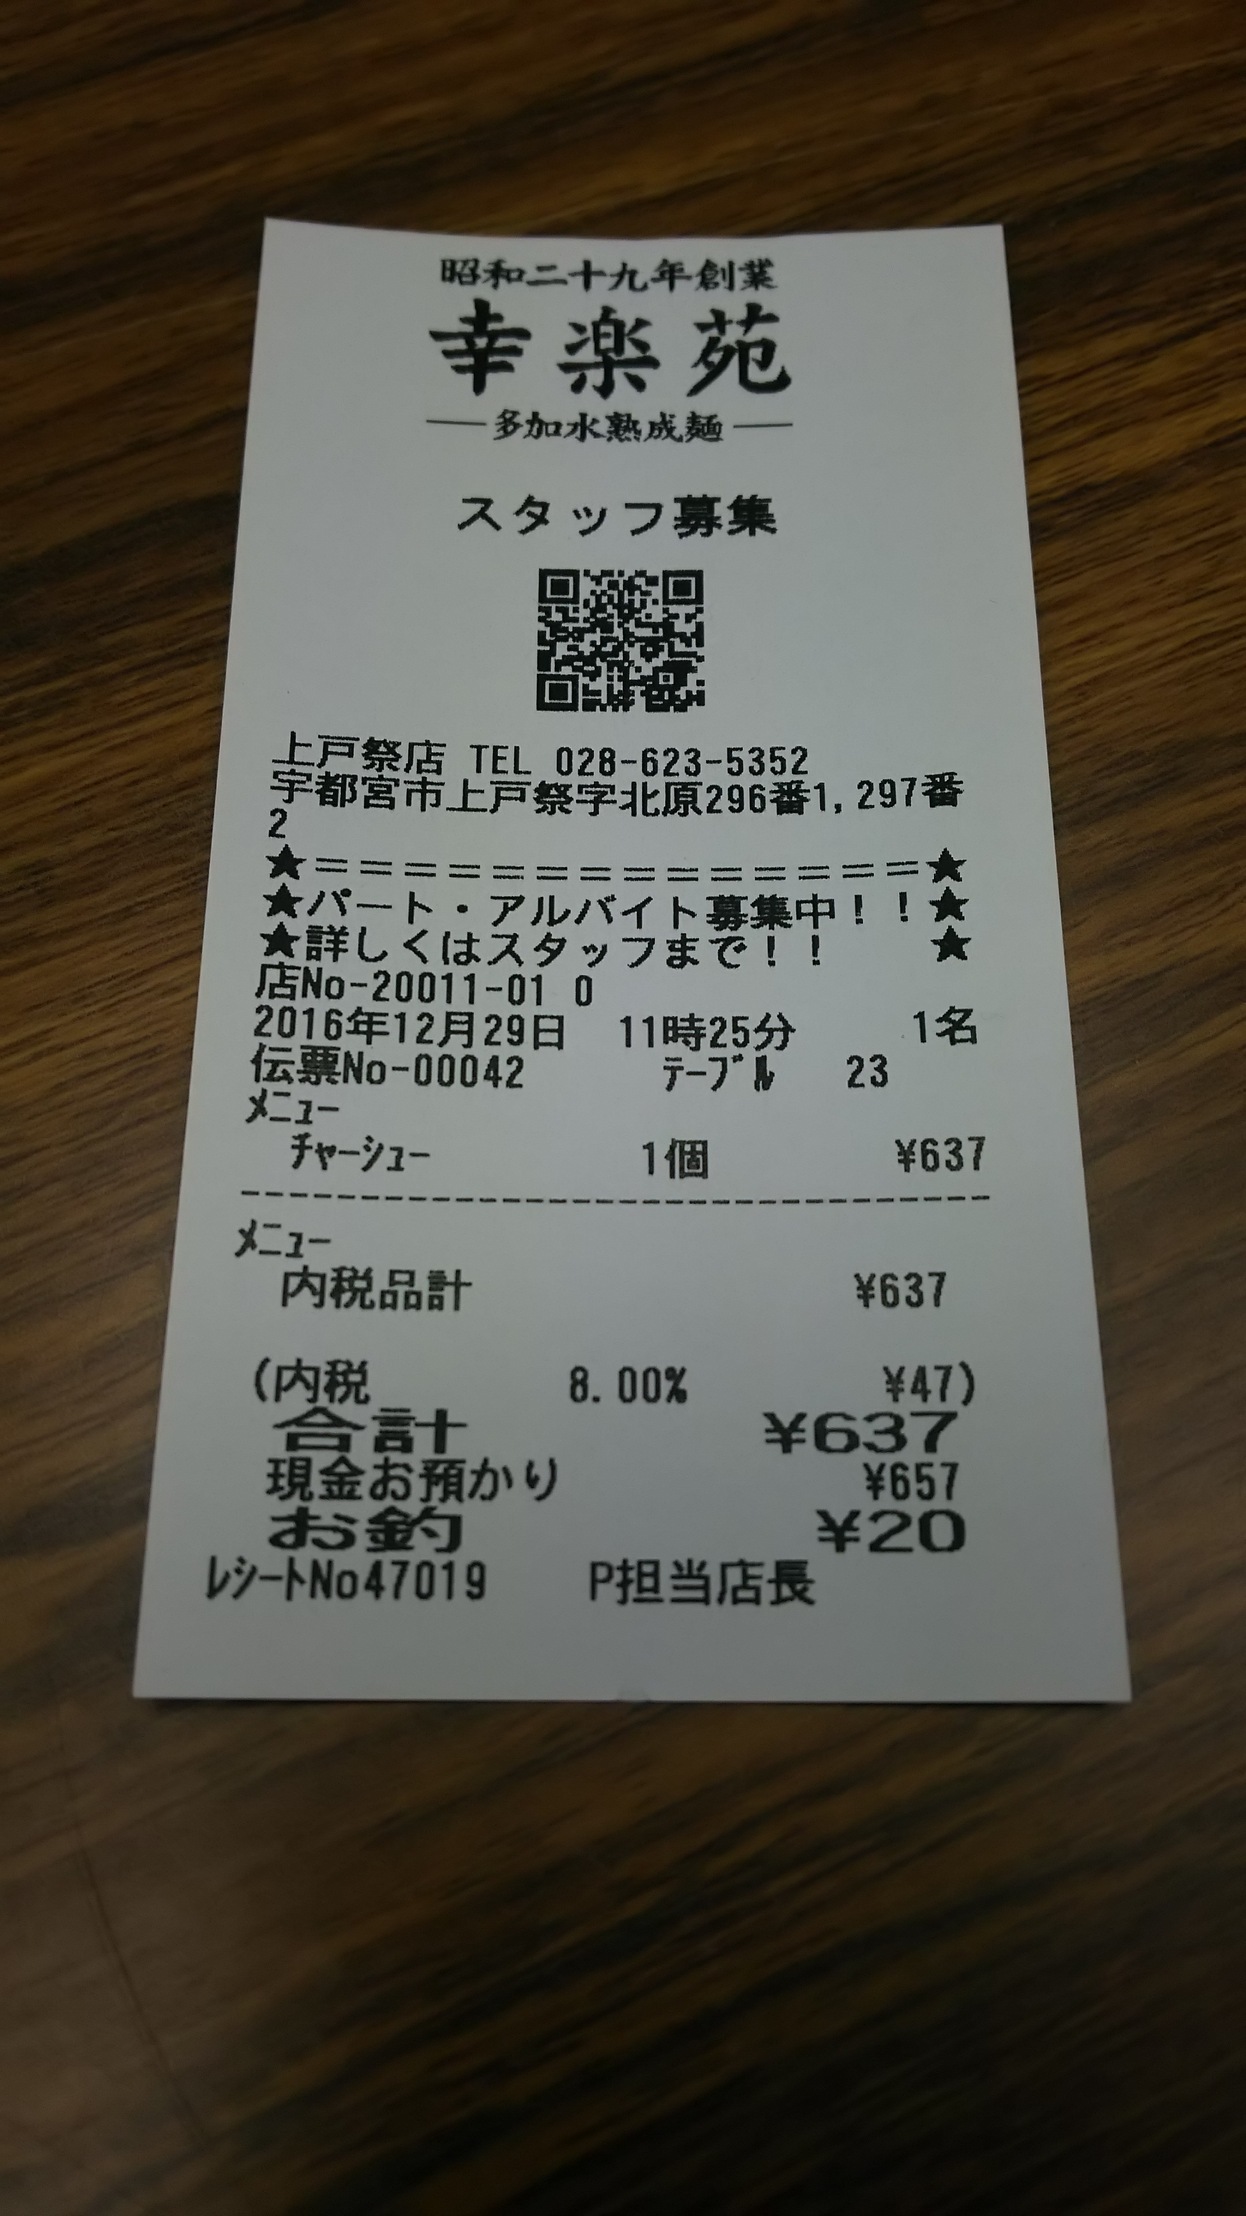 昭和二十九年創業
幸楽苑
多加水熟成麺
スタッフ募集
上戸祭店 TEL 028-623-5352
宇都宮市上戸祭字北原296番1,297番
2
★==============★
★パート・アルバイト募集中！！★
★詳しくはスタッフまで！！ ★
店No-20011-01 0
2016年12月29日 11時25分 1名
伝票No-00042 ﾃｰﾌﾞﾙ 23
ﾒﾆｭｰ
ﾁｬｰｼｭｰ 1個 ¥637
--------------------------------
ﾒﾆｭｰ
内税品計 ¥637
(内税 8.00% ¥47)
合計 ¥637
現金お預かり ¥657
お釣 ¥20
ﾚｼｰﾄNo47019 P担当店長